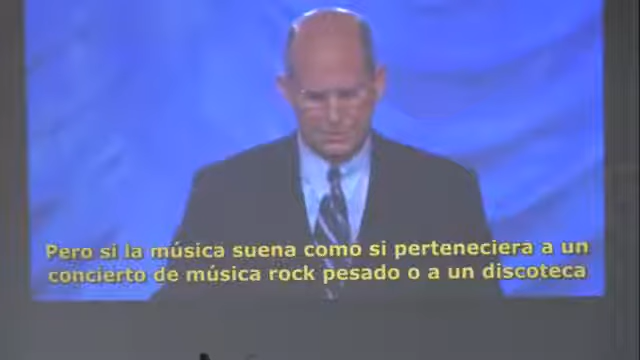 Pero si la música suena como si perteneciera a un
concierto de música rock pesado o a un discoteca